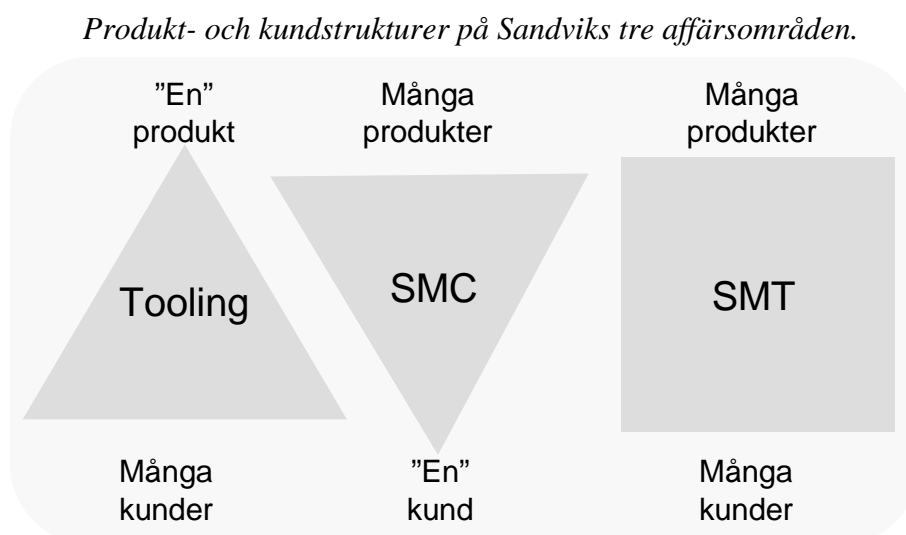 Produkt- och kundstrukturer på Sandviks tre affärsområden.
”En”
produkt
Många
produkter
Många
produkter
Tooling
SMC
SMT
Många
kunder
”En”
kund
Många
kunder